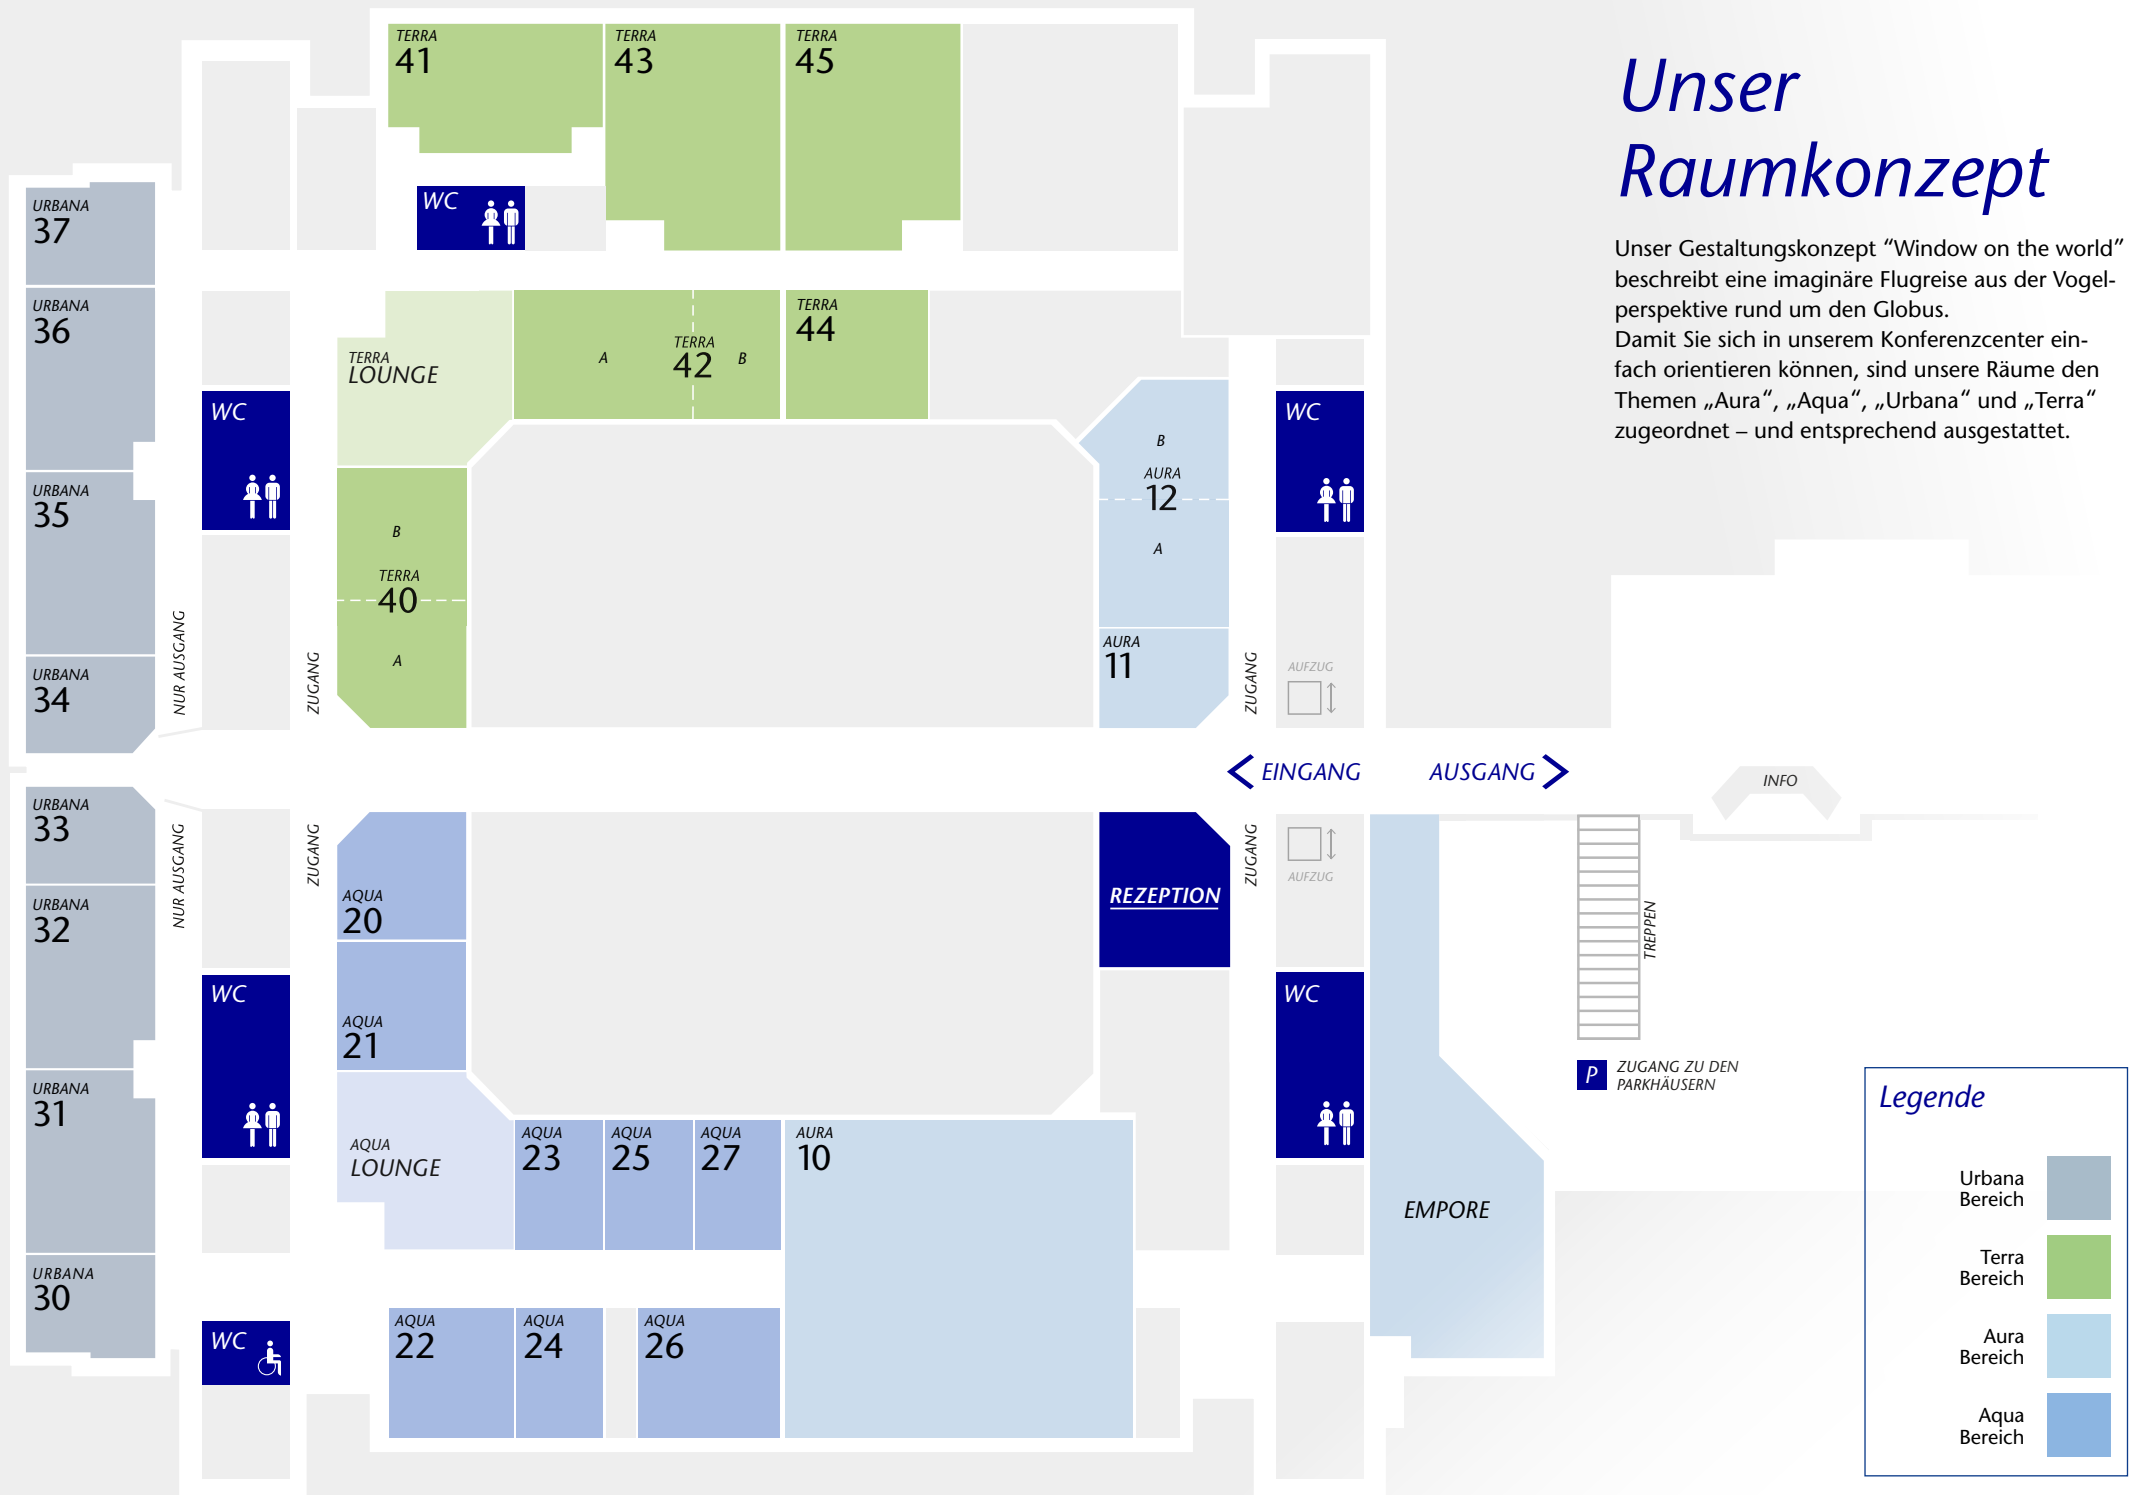 Unser
Raumkonzept
Unser Gestaltungskonzept “Window on the world”
beschreibt eine imaginäre Flugreise aus der Vogel-
perspektive rund um den Globus.
Damit Sie sich in unserem Konferenzcenter ein-
fach orientieren können, sind unsere Räume den
Themen „Aura“, „Aqua“, „Urbana“ und „Terra“
zugeordnet – und entsprechend ausgestattet.
TERRA
41
TERRA
43
TERRA
45
WC
URBANA
37
URBANA
36
URBANA
35
URBANA
34
WC
TERRA
LOUNGE
A
TERRA
42
B
TERRA
44
B
TERRA
40
A
B
AURA
12
A
AURA
11
WC
NUR AUSGANG
ZUGANG
ZUGANG
AUFZUG
EINGANG
AUSGANG
INFO
URBANA
33
URBANA
32
URBANA
31
URBANA
30
NUR AUSGANG
ZUGANG
WC
WC
AQUA
20
AQUA
21
AQUA
LOUNGE
AQUA
23
AQUA
25
AQUA
27
AURA
10
AQUA
22
AQUA
24
AQUA
26
REZEPTION
ZUGANG
AUFZUG
WC
EMPORE
TREPPEN
P
ZUGANG ZU DEN
PARKHÄUSERN
Legende
Urbana
Bereich
Terra
Bereich
Aura
Bereich
Aqua
Bereich